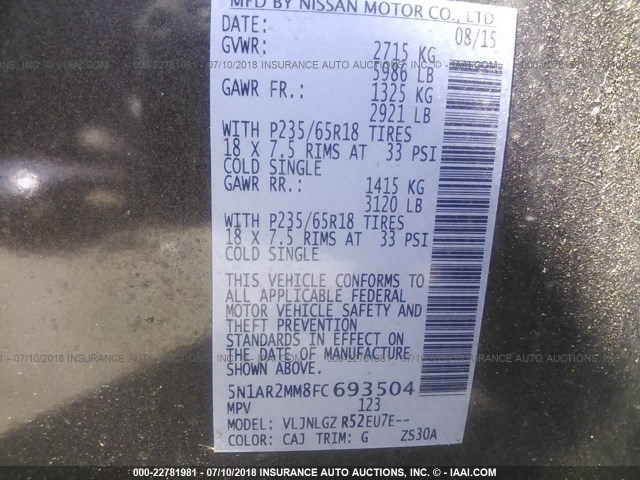 MFD BY NISSAN MOTOR CO., LTD
DATE: 08/15
GVWR: 2715 KG
5986 LB
GAWR FR.: 1325 KG
2921 LB
WITH P235/65R18 TIRES
18 X 7.5 RIMS AT 33 PSI
COLD SINGLE
GAWR RR.: 1415 KG
3120 LB
WITH P235/65R18 TIRES
18 X 7.5 RIMS AT 33 PSI
COLD SINGLE
THIS VEHICLE CONFORMS TO
ALL APPLICABLE FEDERAL
MOTOR VEHICLE SAFETY AND
THEFT PREVENTION
STANDARDS IN EFFECT ON
THE DATE OF MANUFACTURE
SHOWN ABOVE.
5N1AR2MM8FC693504
MPV 123
MODEL: VLJNLGZ R52EU7E--
COLOR: CAJ TRIM: G ZS30A
000-22781981 - 07/10/2018 - INSURANCE AUTO AUCTIONS, INC. - © - IAAI.COM